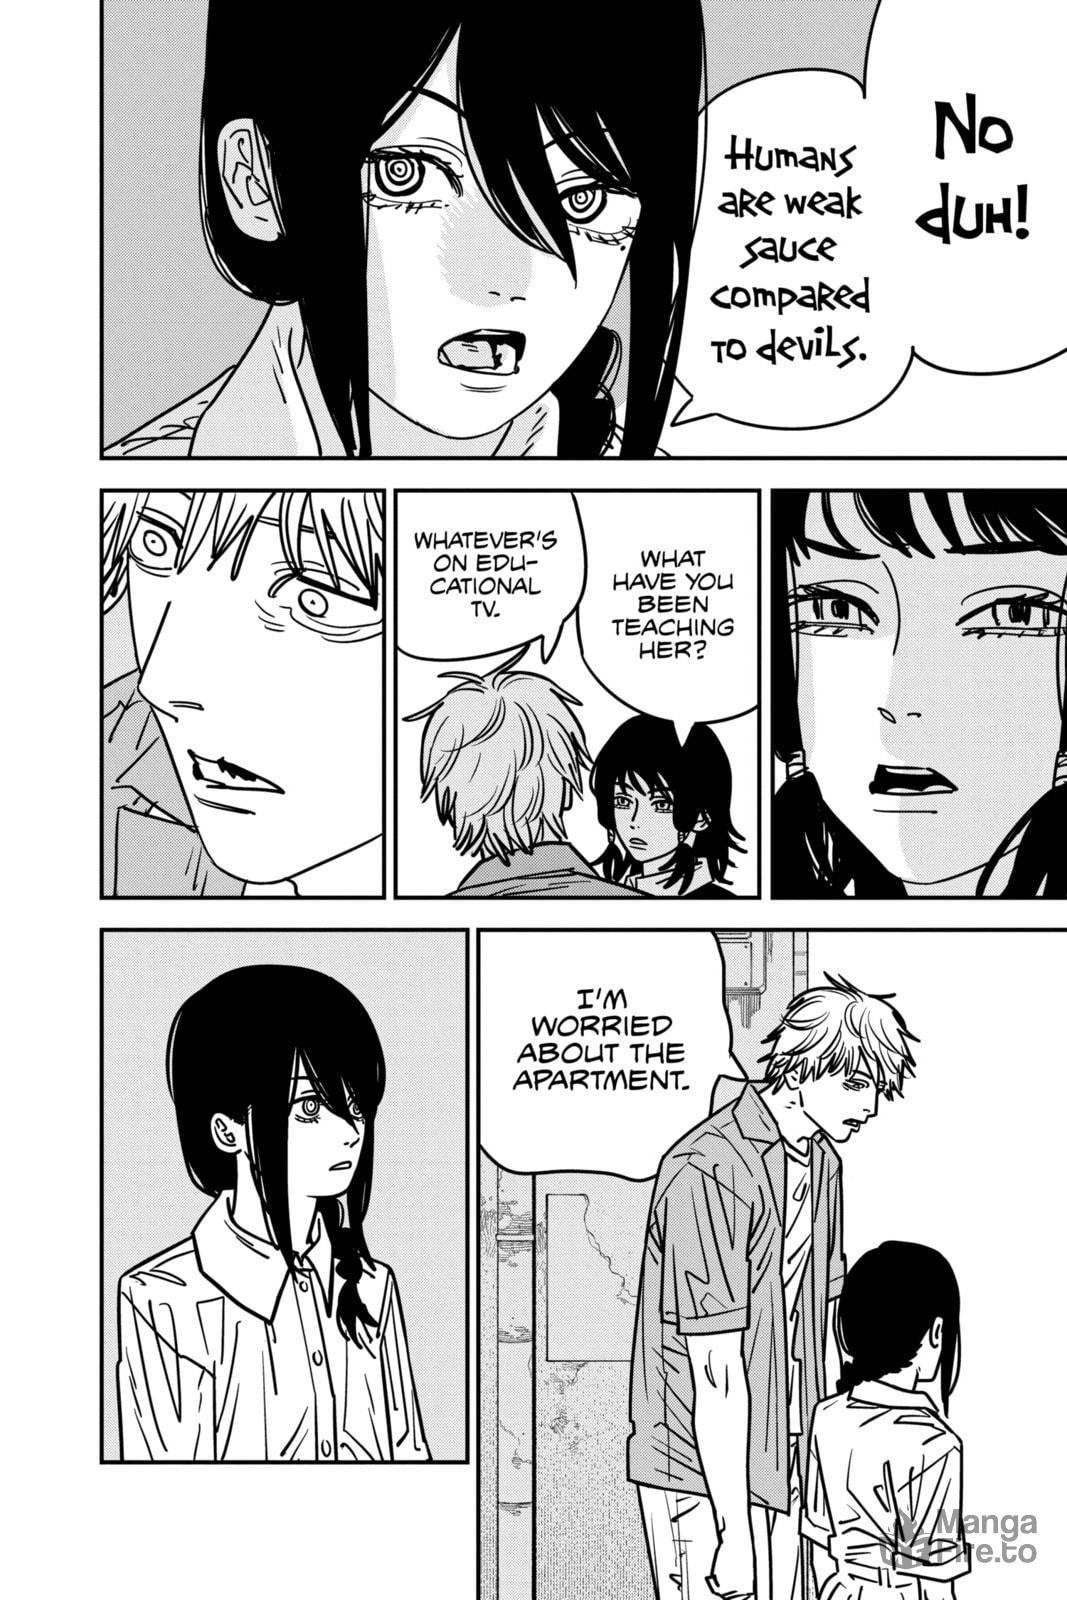 No
duh!
Humans
are weak
sauce
compared
to devils.
WHAT
HAVE YOU
BEEN
TEACHING
HER?
WHATEVER'S
ON EDU-
CATIONAL
TV.
I'M
WORRIED
ABOUT THE
APARTMENT.
Manga
Fire.to